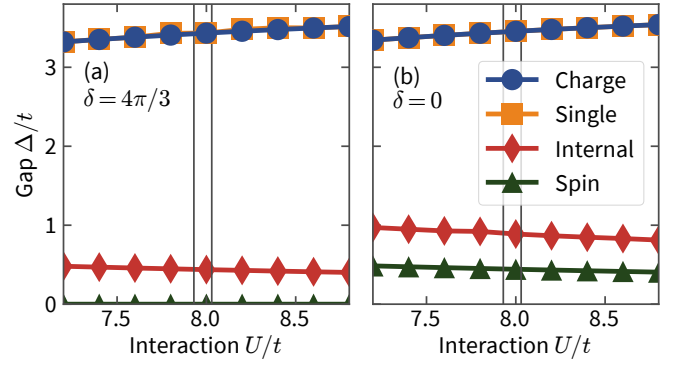 3
2
1
0
Gap Δ/t
(a)
δ = 4π/3
7.5 8.0 8.5
Interaction U/t
(b)
δ = 0
Charge
Single
Internal
Spin
7.5 8.0 8.5
Interaction U/t